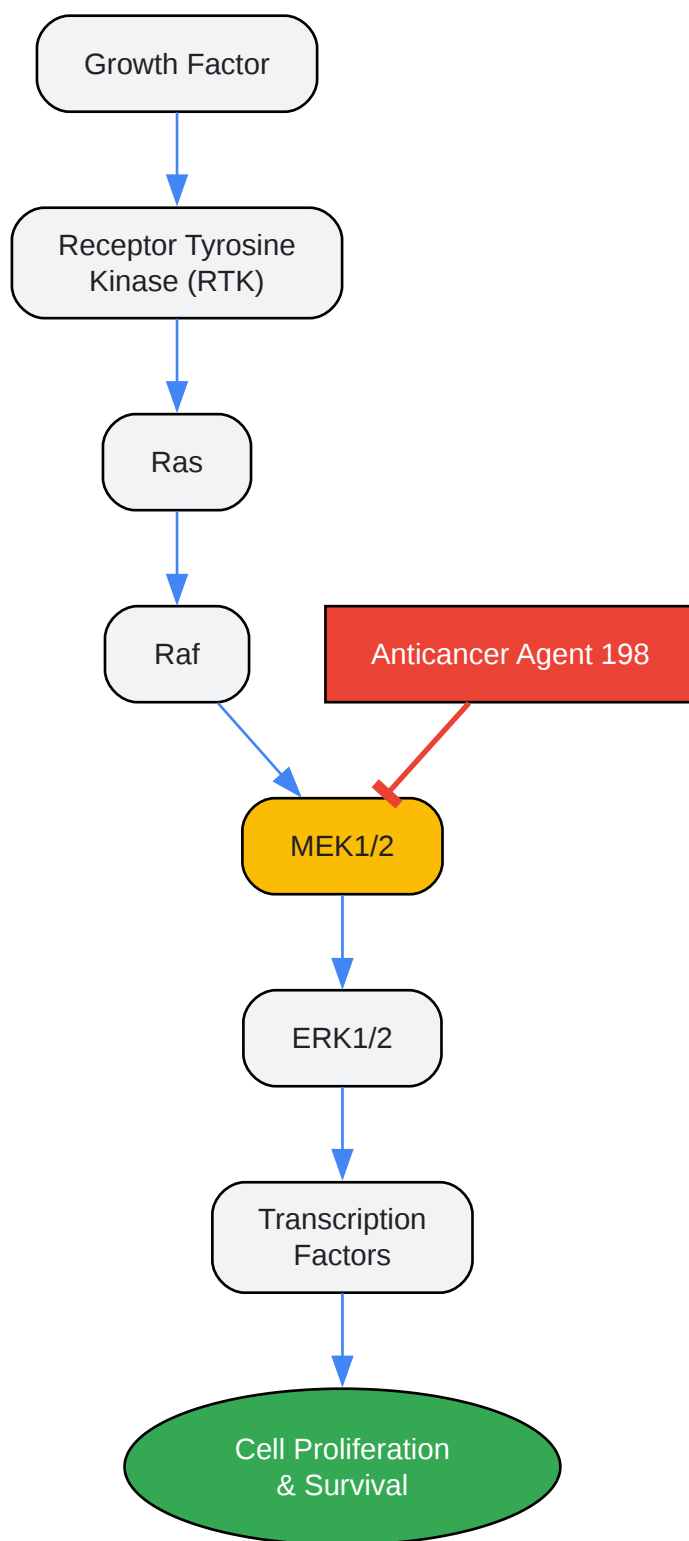 Growth Factor
Receptor Tyrosine
Kinase (RTK)
Ras
Raf
Anticancer Agent 198
MEK1/2
ERK1/2
Transcription
Factors
Cell Proliferation
& Survival